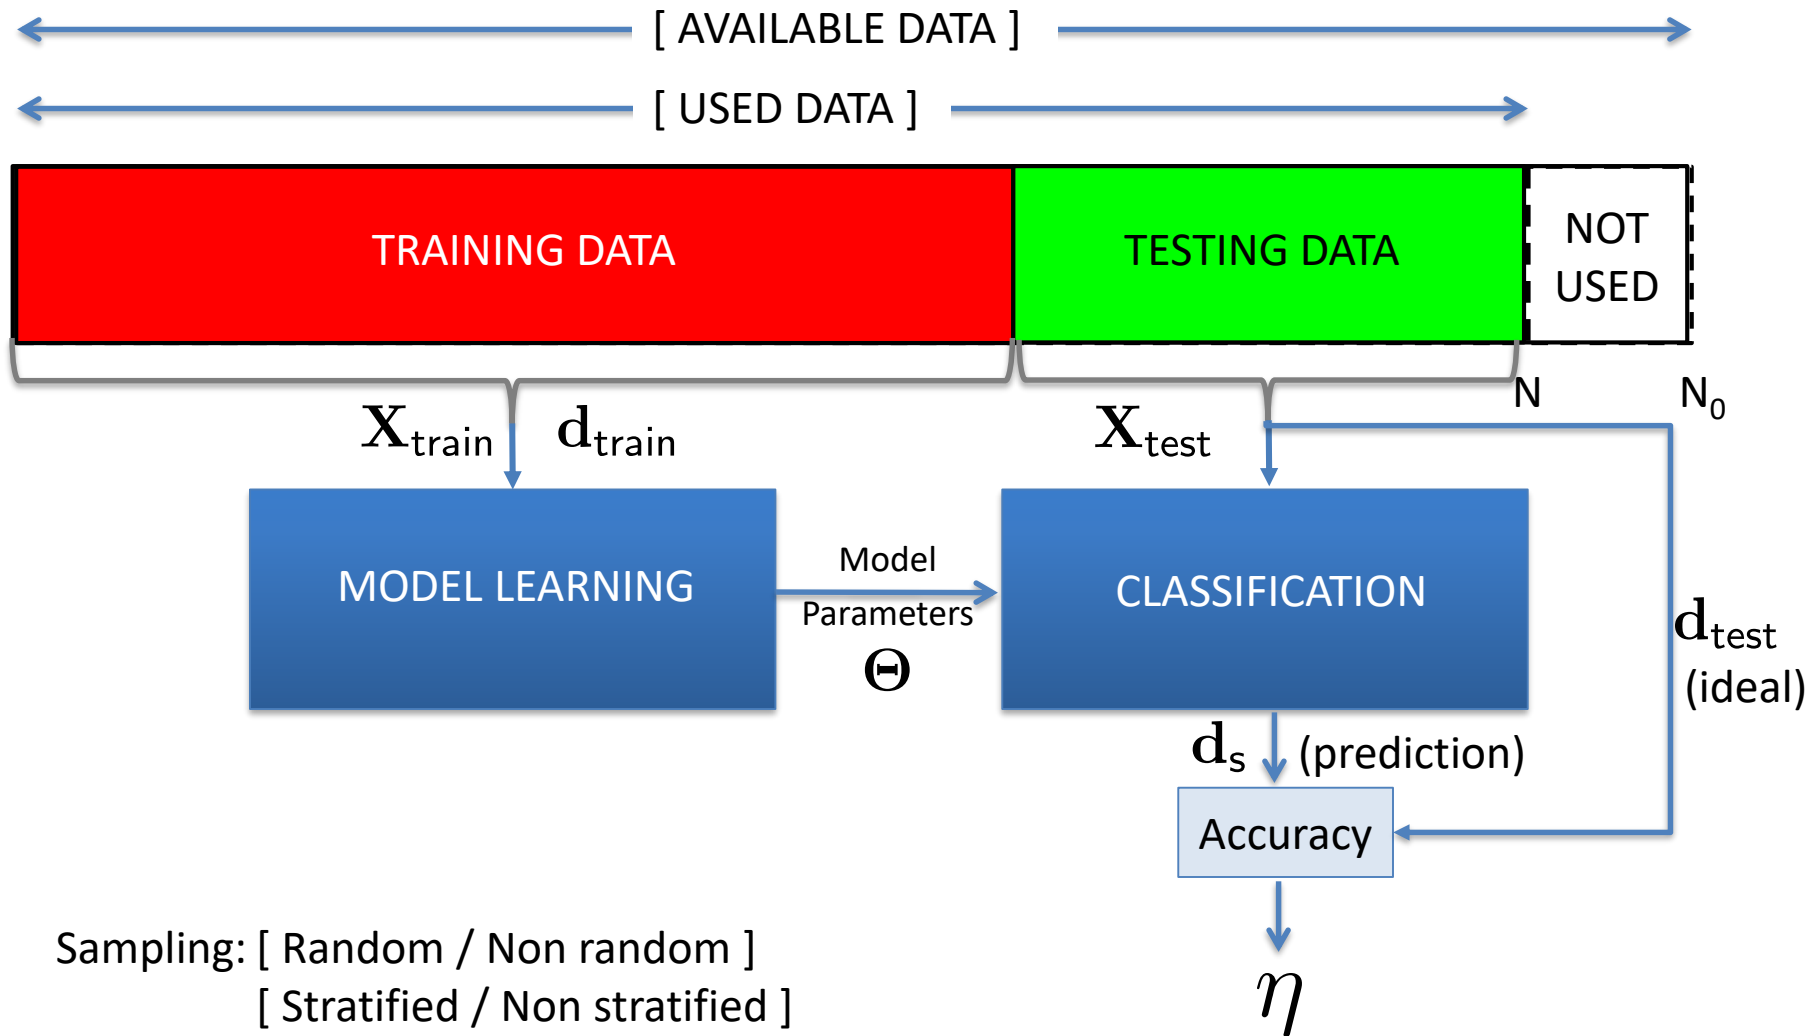 [ AVAILABLE DATA ]
[ USED DATA ]
TRAINING DATA
TESTING DATA
NOT
USED
N
N₀
𝐗train 𝐝train
𝐗test
MODEL LEARNING
Model
Parameters
𝚯
CLASSIFICATION
𝐝test
(ideal)
𝐝s (prediction)
Accuracy
η
Sampling: [ Random / Non random ]
[ Stratified / Non stratified ]